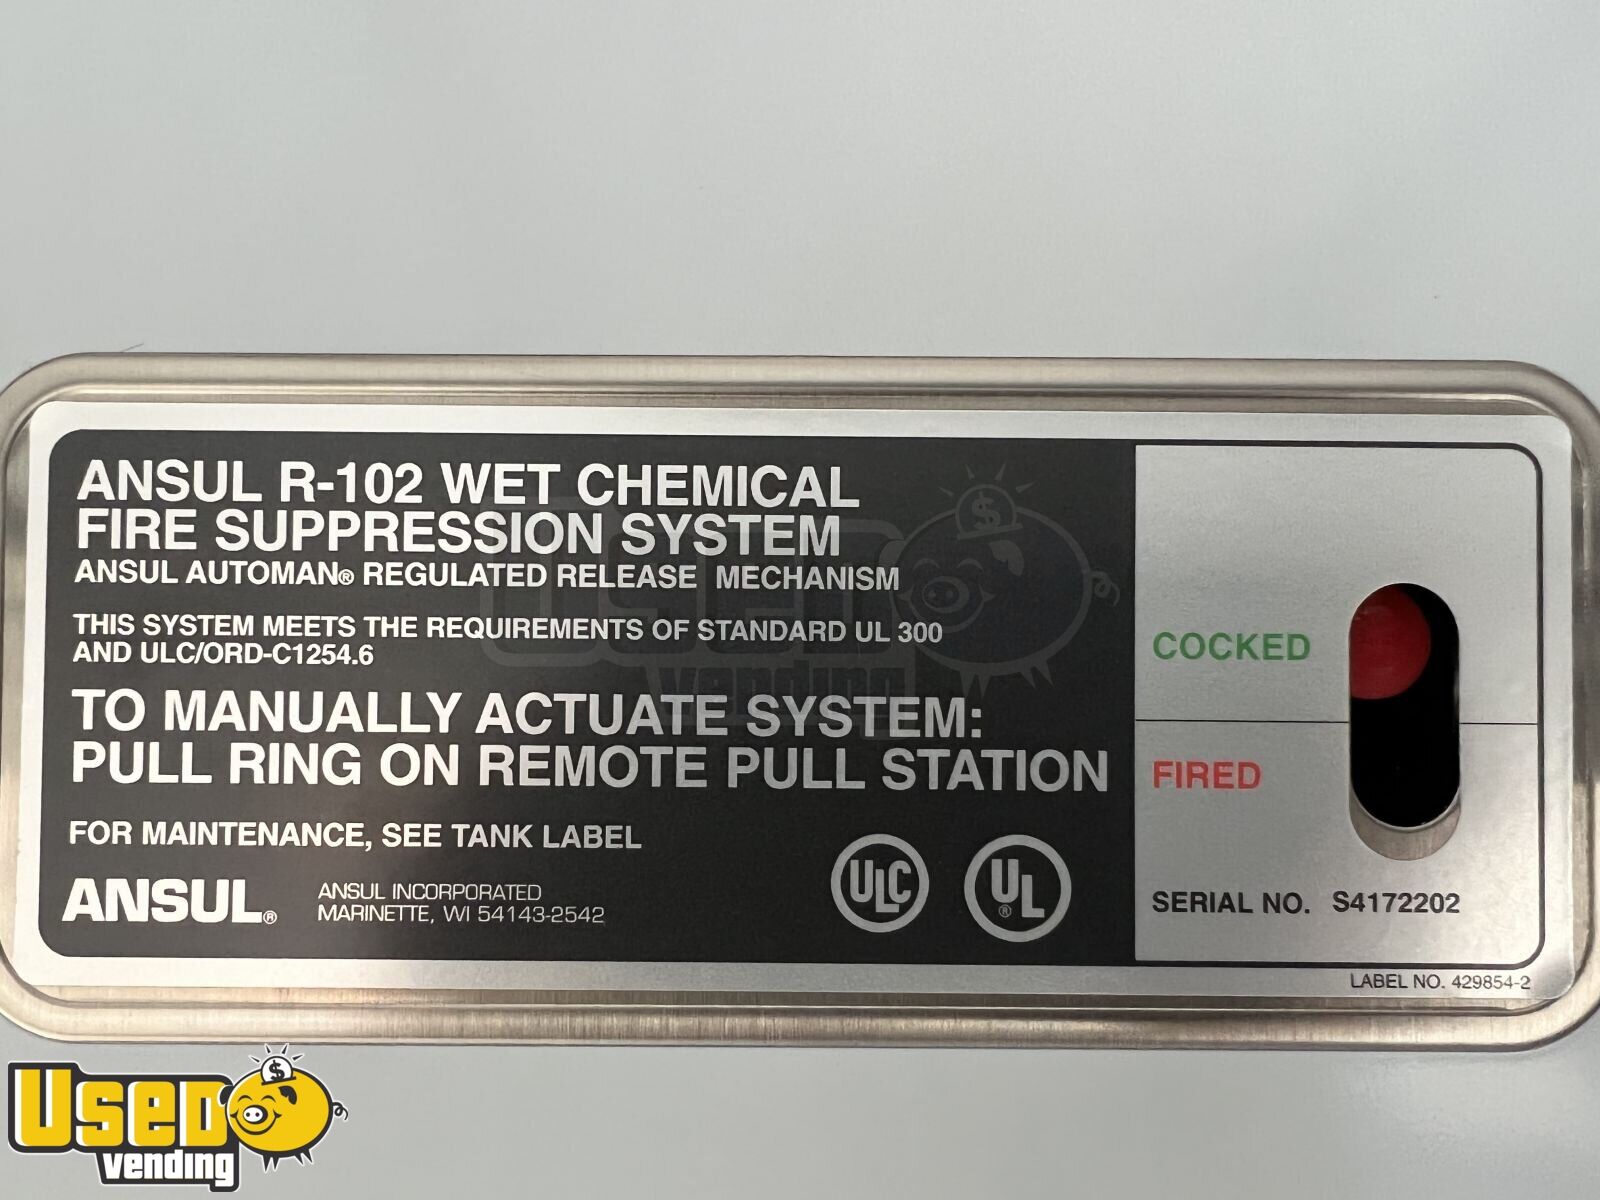 ANSUL R-102 WET CHEMICAL
FIRE SUPPRESSION SYSTEM
ANSUL AUTOMAN® REGULATED RELEASE MECHANISM
THIS SYSTEM MEETS THE REQUIREMENTS OF STANDARD UL 300
AND ULC/ORD-C1254.6
TO MANUALLY ACTUATE SYSTEM:
PULL RING ON REMOTE PULL STATION
FOR MAINTENANCE, SEE TANK LABEL
ANSUL®
ANSUL INCORPORATED
MARINETTE, WI 54143-2542
ULC
UL®
COCKED
FIRED
SERIAL NO. S4172202
LABEL NO. 429854-2
$
Used
vending
$
Used
vending